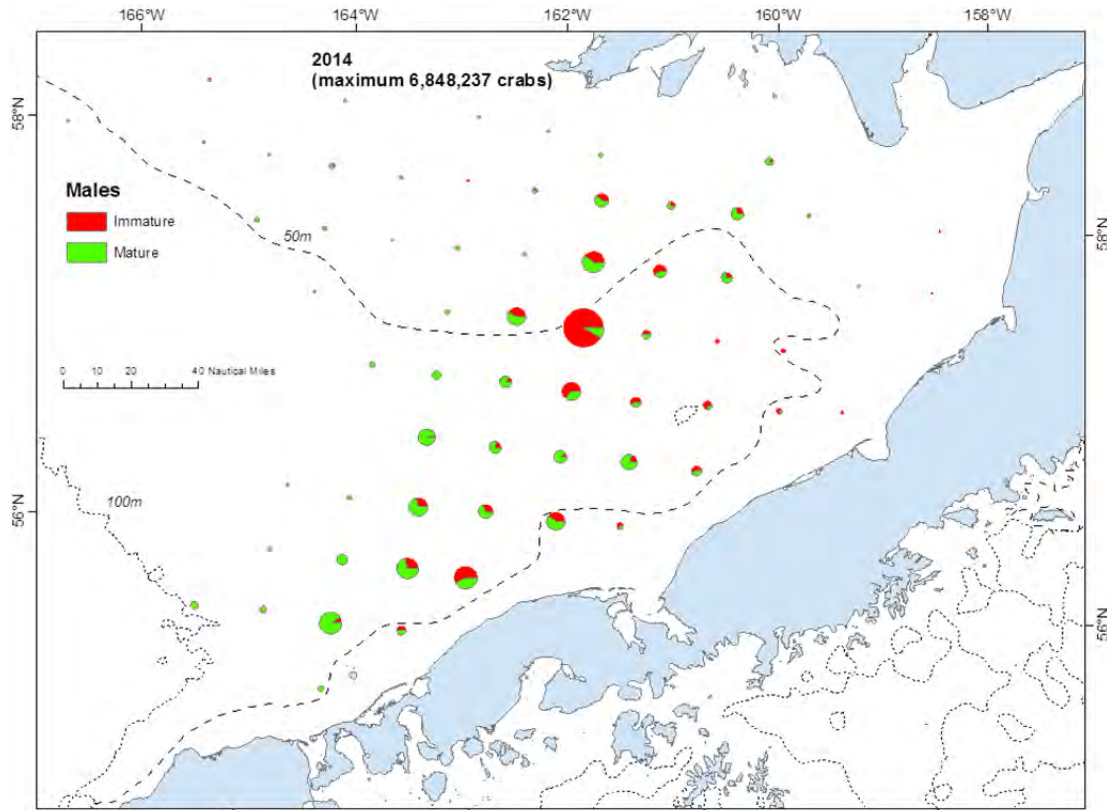 166°W 164°W 162°W 160°W 158°W
2014
(maximum 6,848,237 crabs)
58°N
58°N
Males
Immature
Mature
50m
0 10 20 40 Nautical Miles
100m
56°N
56°N